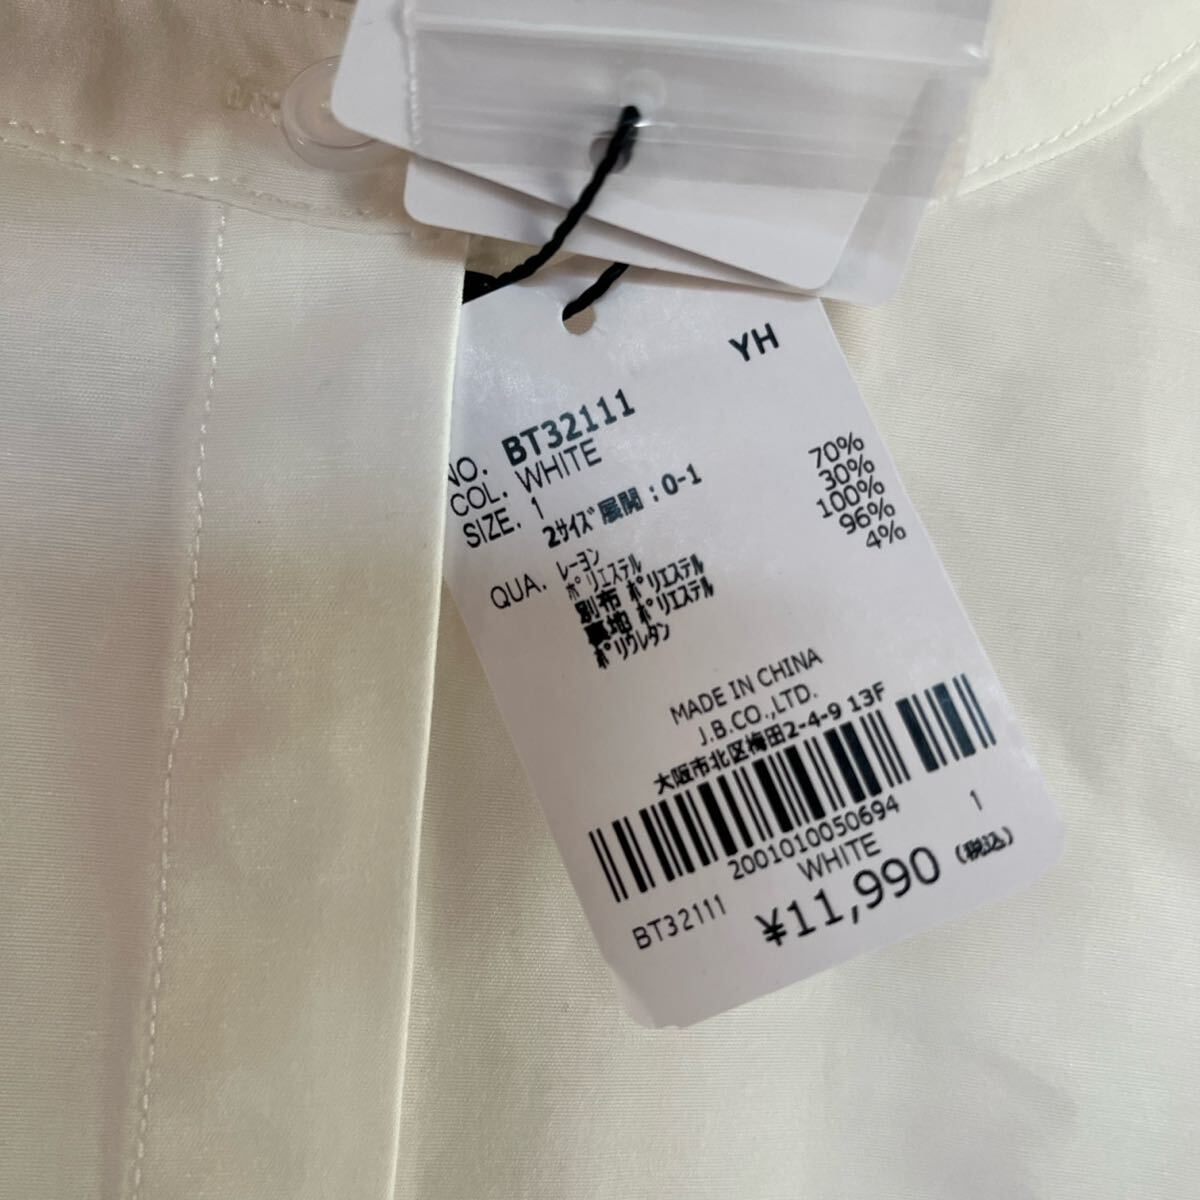 YH
NO. BT32111
COL. WHITE
SIZE. 1
2サイズ展開：0-1
QUA. レーヨン 70%
ポリエステル 30%
別布 ポリエステル 100%
裏地 ポリエステル 96%
ポリウレタン 4%
MADE IN CHINA
J.B.CO.,LTD.
大阪市北区梅田2-4-9 13F
2001010050694
BT32111 WHITE 1
¥11,990 (税込)